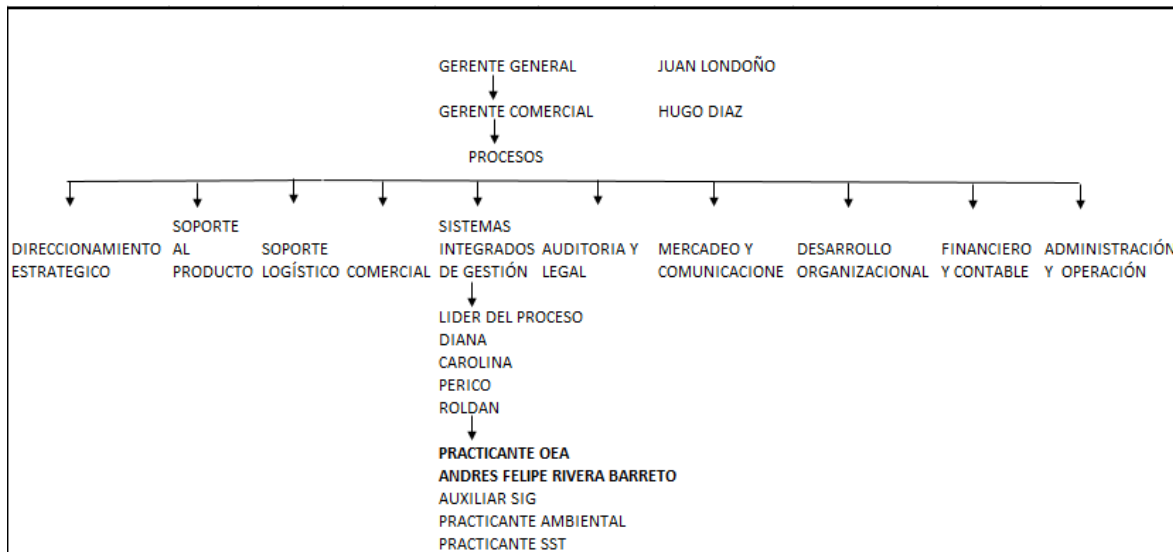 GERENTE GENERAL JUAN LONDOÑO
GERENTE COMERCIAL HUGO DIAZ
PROCESOS
DIRECCIONAMIENTO
ESTRATEGICO
SOPORTE
AL
PRODUCTO
SOPORTE
LOGÍSTICO
COMERCIAL
SISTEMAS
INTEGRADOS
DE GESTIÓN
AUDITORIA Y
LEGAL
MERCADEO Y
COMUNICACIONE
DESARROLLO
ORGANIZACIONAL
FINANCIERO
Y CONTABLE
ADMINISTRACIÓN
Y OPERACIÓN
LIDER DEL PROCESO
DIANA
CAROLINA
PERICO
ROLDAN
PRACTICANTE OEA
ANDRES FELIPE RIVERA BARRETO
AUXILIAR SIG
PRACTICANTE AMBIENTAL
PRACTICANTE SST